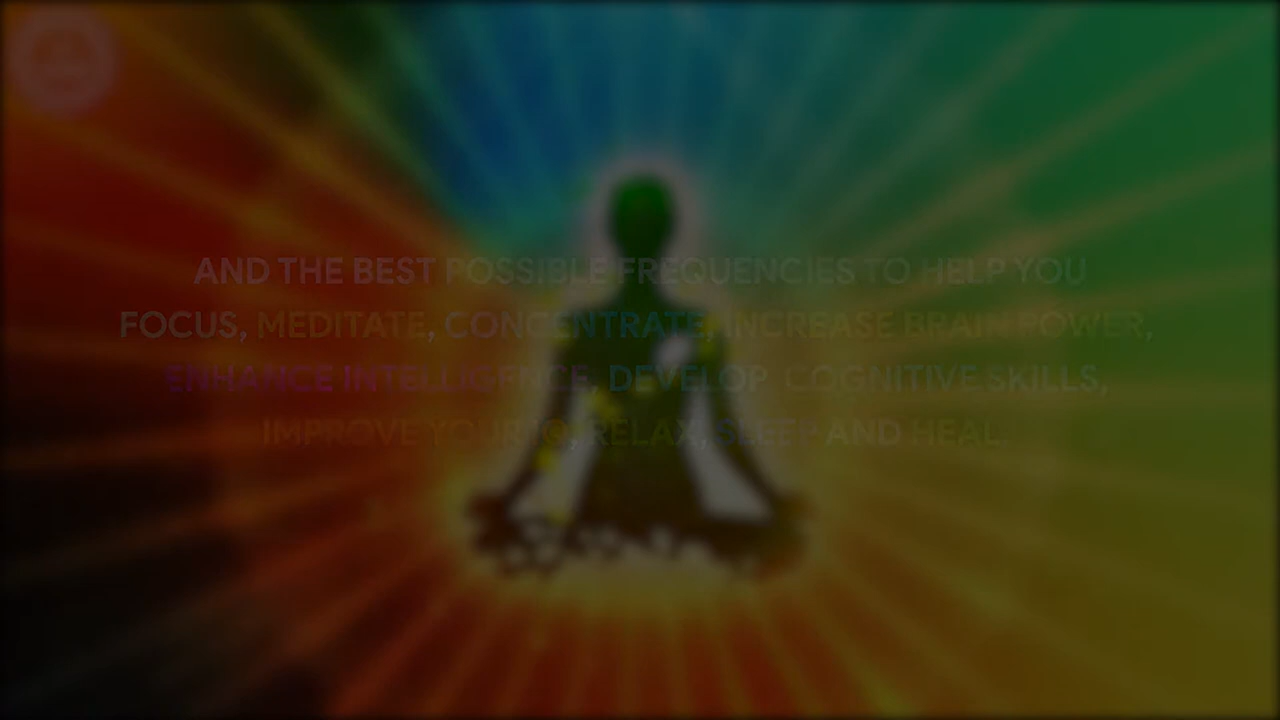 AND THE BEST POSSIBLE FREQUENCIES TO HELP YOU
FOCUS, MEDITATE, CONCENTRATE, INCREASE BRAIN POWER,
ENHANCE INTELLIGENCE, DEVELOP COGNITIVE SKILLS,
IMPROVE YOUR IQ, RELAX, SLEEP AND HEAL.